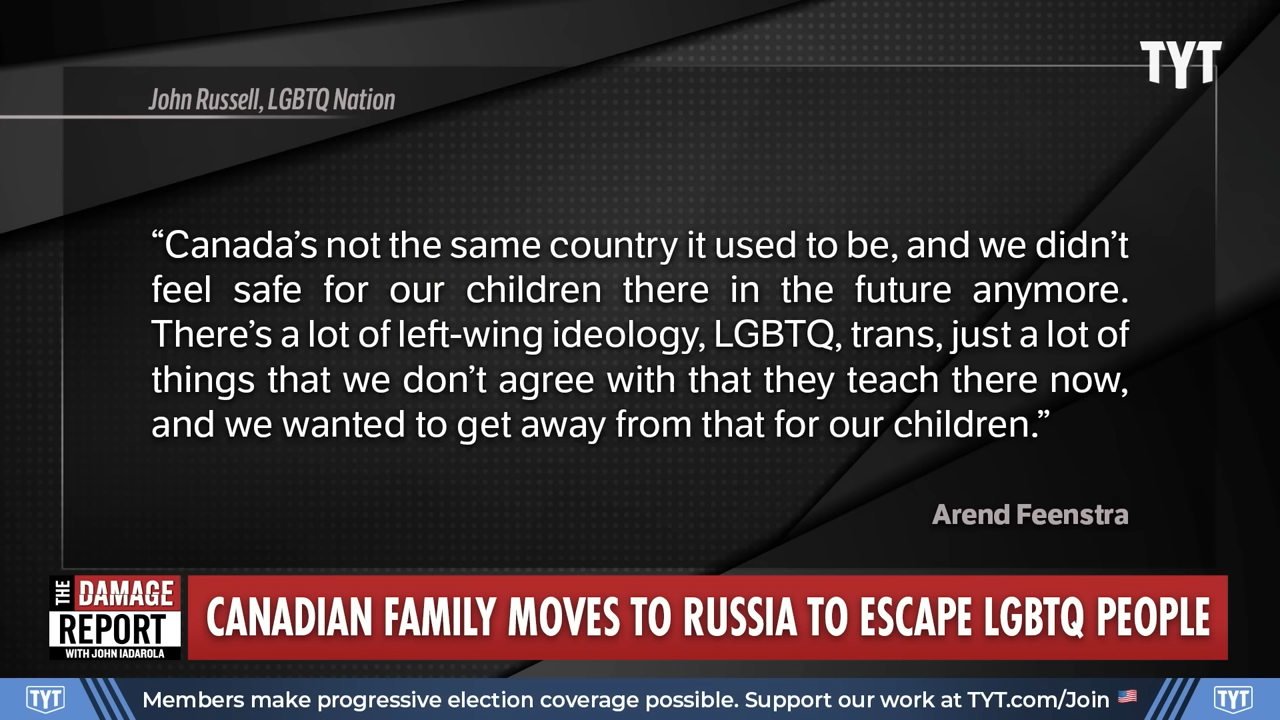 TYT
John Russell, LGBTQ Nation
“Canada’s not the same country it used to be, and we didn’t
feel safe for our children there in the future anymore.
There’s a lot of left-wing ideology, LGBTQ, trans, just a lot of
things that we don’t agree with that they teach there now,
and we wanted to get away from that for our children.”
Arend Feenstra
THE DAMAGE
REPORT
WITH JOHN IADAROLA
CANADIAN FAMILY MOVES TO RUSSIA TO ESCAPE LGBTQ PEOPLE
TYT
Members make progressive election coverage possible. Support our work at TYT.com/Join 🇺🇸
TYT